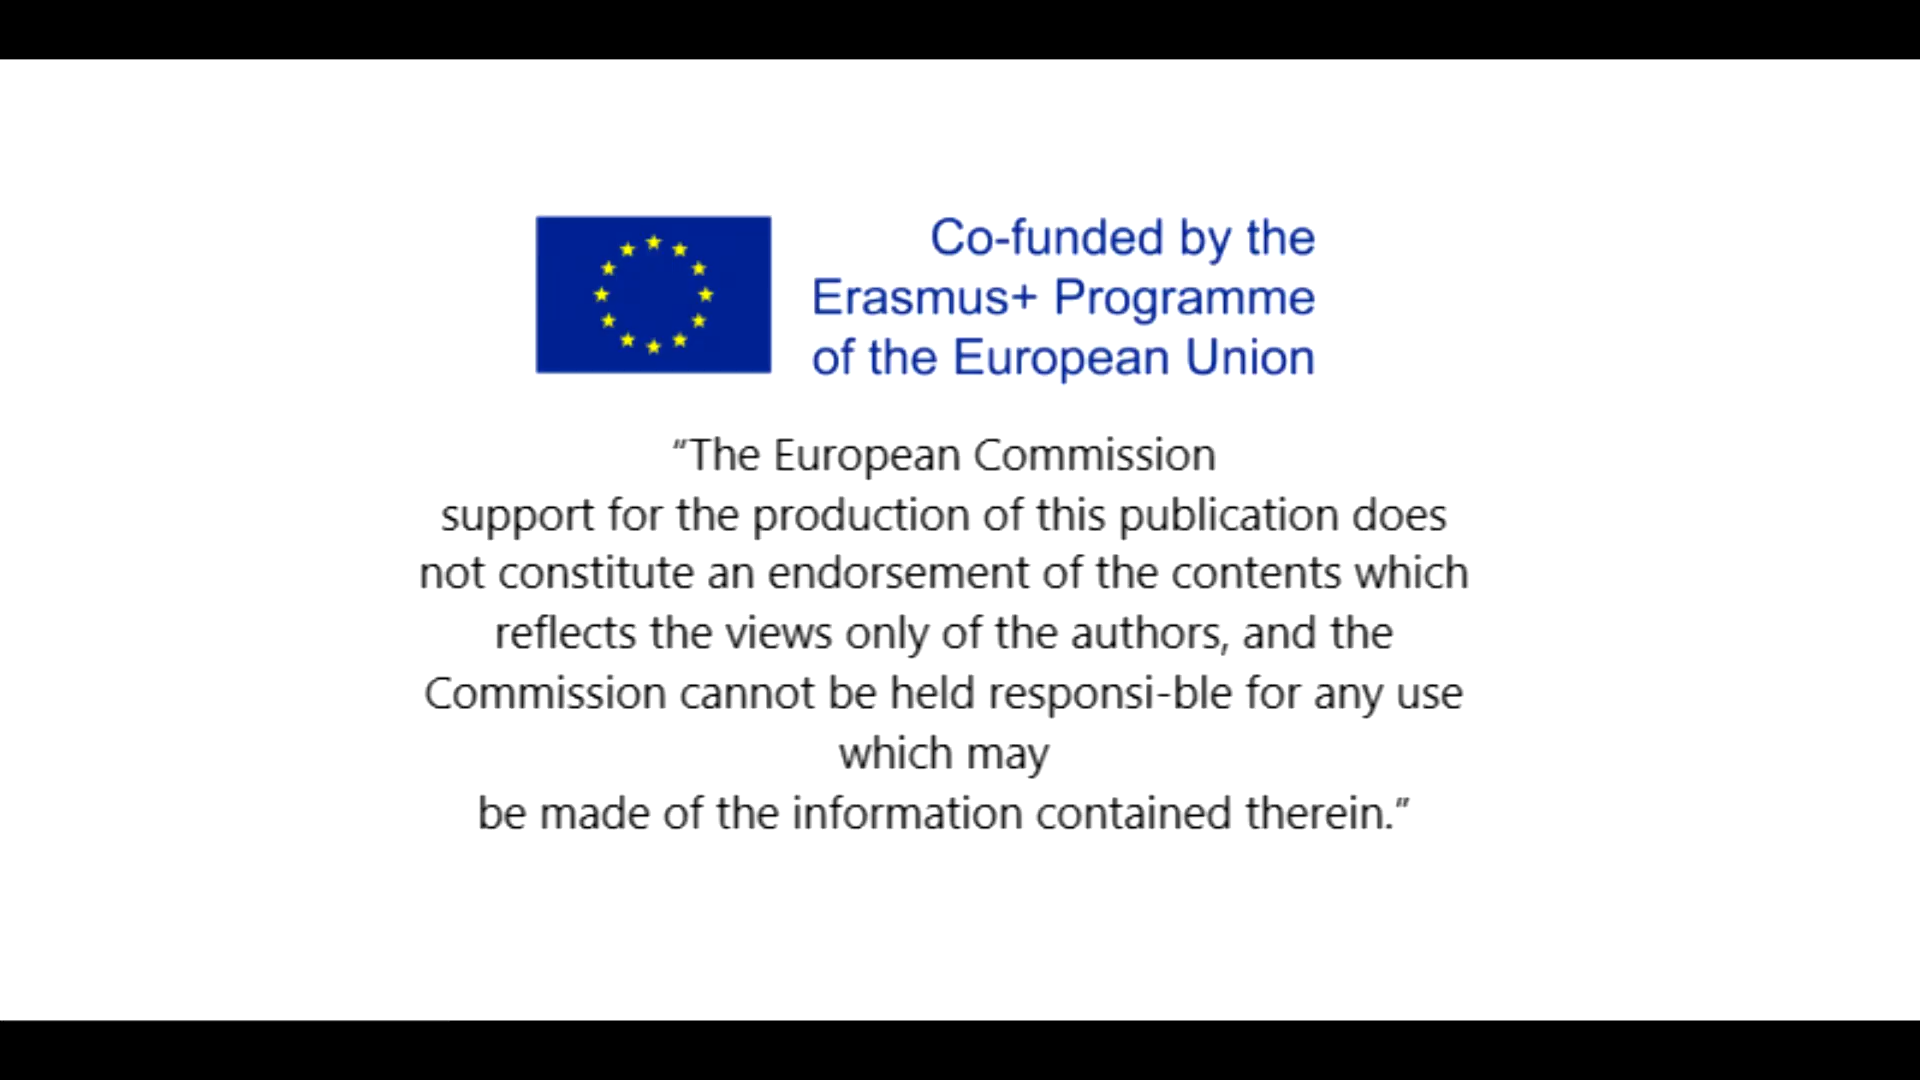 Co-funded by the
Erasmus+ Programme
of the European Union
“The European Commission
support for the production of this publication does
not constitute an endorsement of the contents which
reflects the views only of the authors, and the
Commission cannot be held responsi-ble for any use
which may
be made of the information contained therein.”